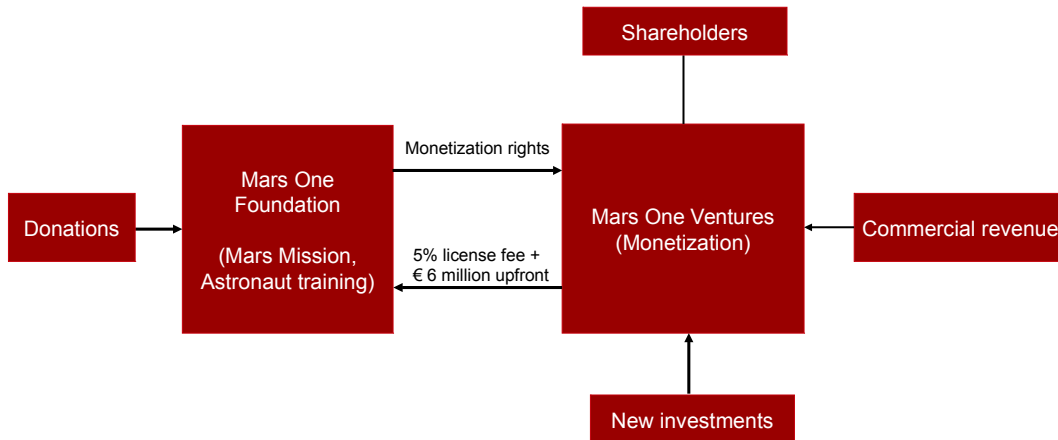 Shareholders
Monetization rights
Mars One
Foundation
(Mars Mission,
Astronaut training)
Donations
Mars One Ventures
(Monetization)
Commercial revenue
5% license fee +
€ 6 million upfront
New investments